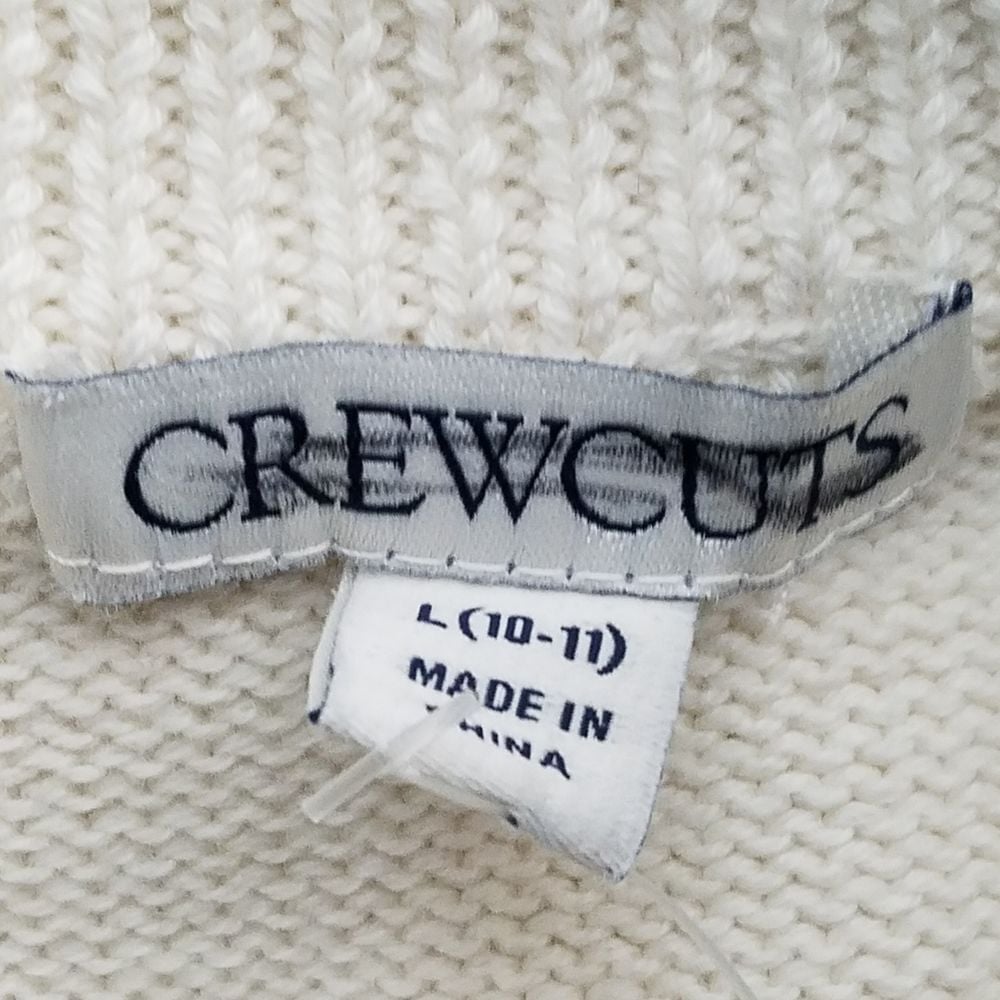 CREWCUTS
L (10-11)
MADE IN
CHINA